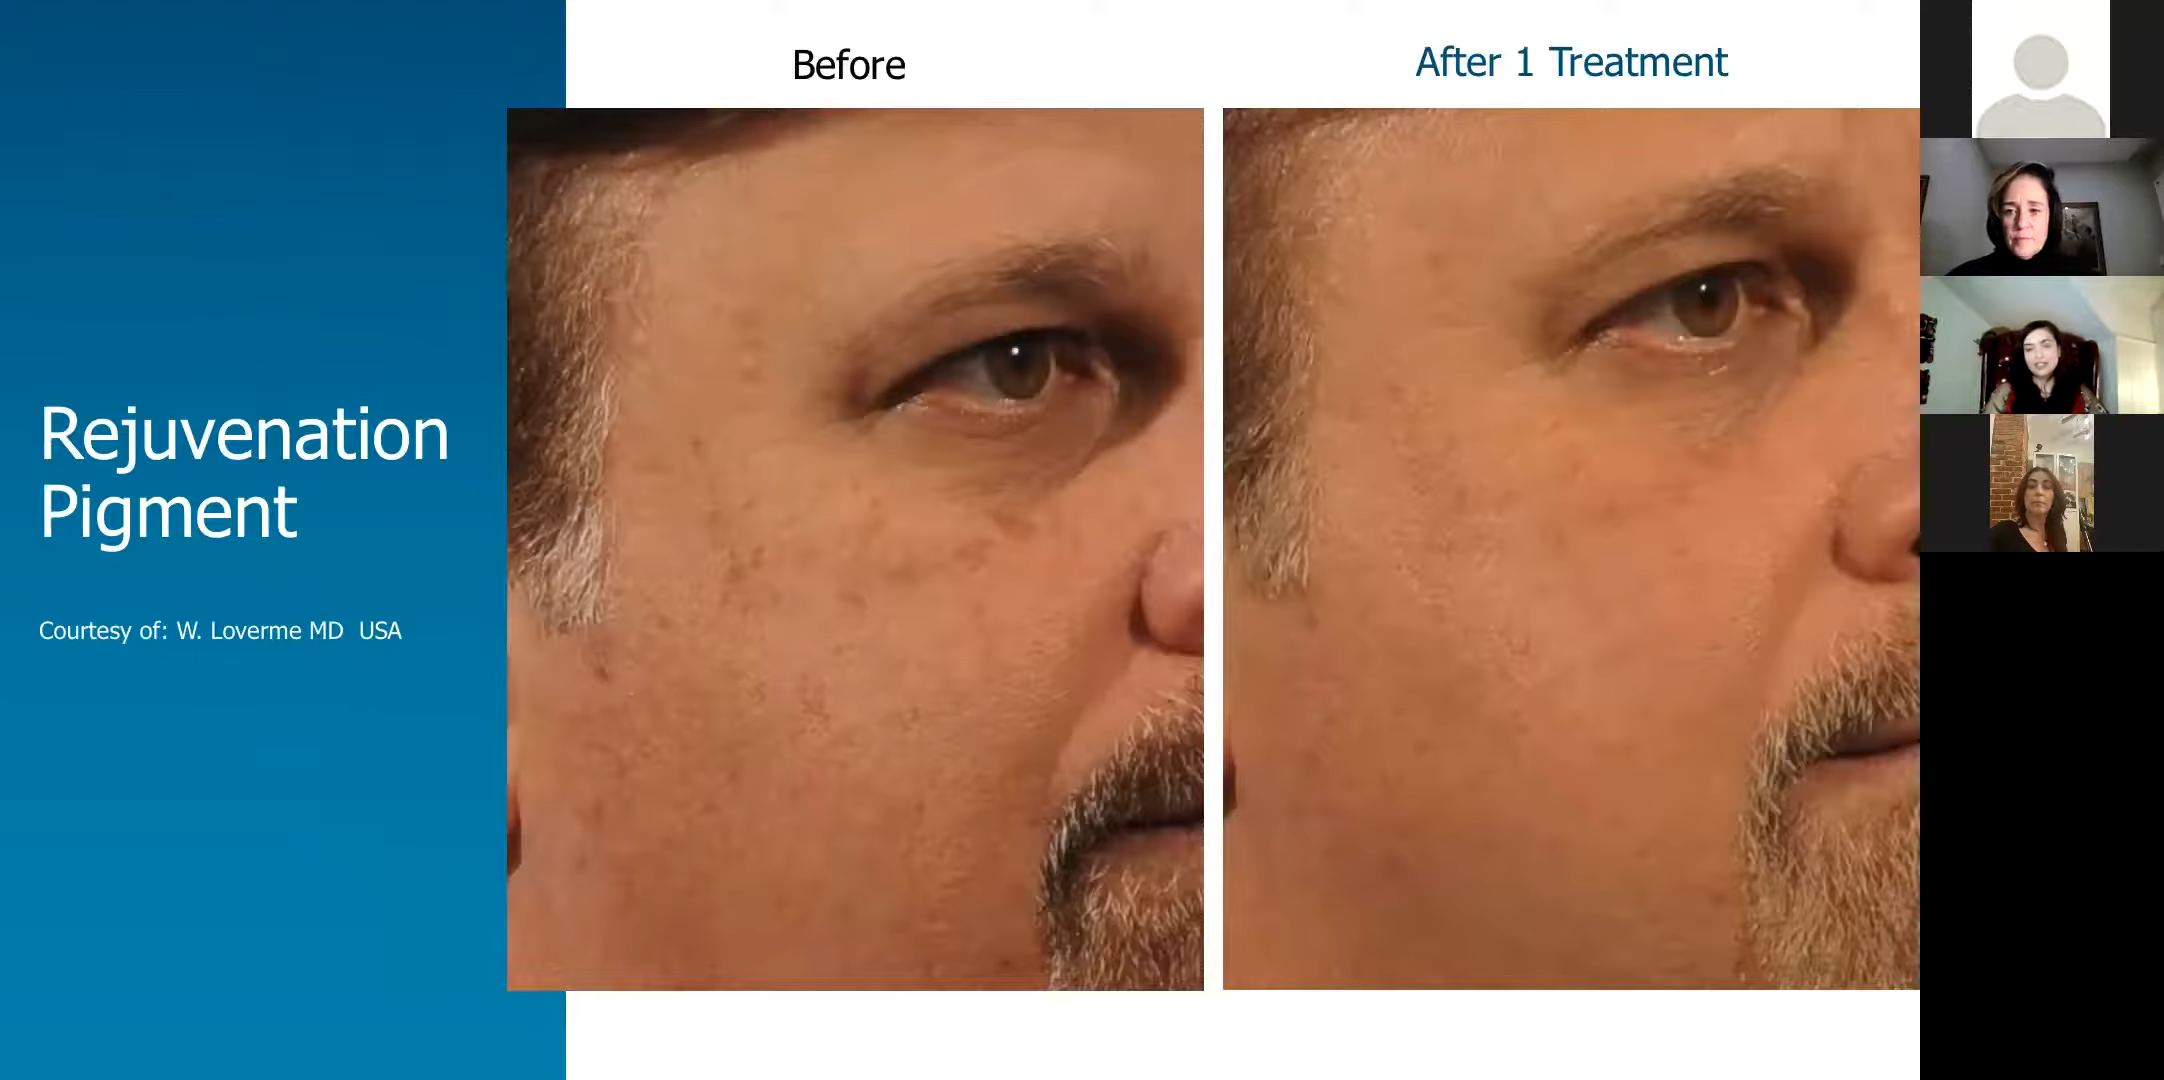 Before
After 1 Treatment
Rejuvenation
Pigment
Courtesy of: W. Loverme MD USA